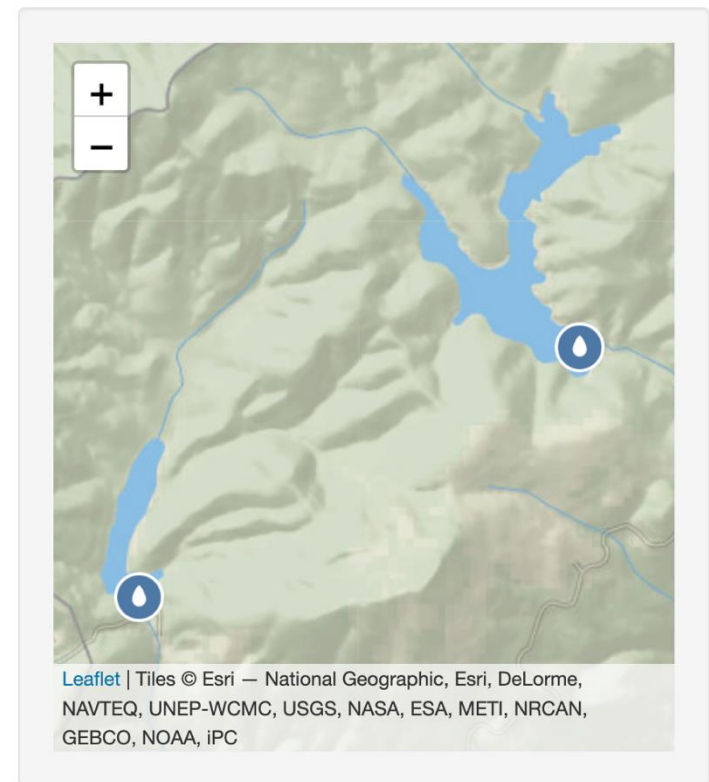 +
−
Leaflet | Tiles © Esri — National Geographic, Esri, DeLorme,
NAVTEQ, UNEP-WCMC, USGS, NASA, ESA, METI, NRCAN,
GEBCO, NOAA, iPC